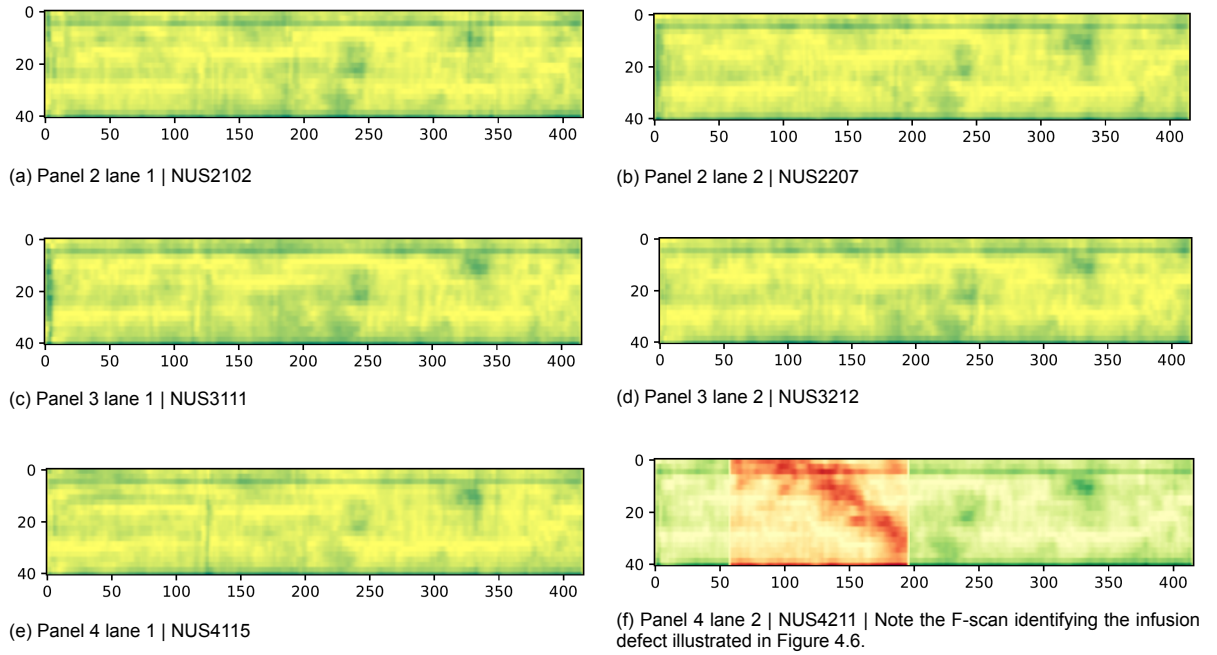 0
20
40
0 50 100 150 200 250 300 350 400
(a) Panel 2 lane 1 | NUS2102
0
20
40
0 50 100 150 200 250 300 350 400
(b) Panel 2 lane 2 | NUS2207
0
20
40
0 50 100 150 200 250 300 350 400
(c) Panel 3 lane 1 | NUS3111
0
20
40
0 50 100 150 200 250 300 350 400
(d) Panel 3 lane 2 | NUS3212
0
20
40
0 50 100 150 200 250 300 350 400
(e) Panel 4 lane 1 | NUS4115
0
20
40
0 50 100 150 200 250 300 350 400
(f) Panel 4 lane 2 | NUS4211 | Note the F-scan identifying the infusion
defect illustrated in Figure 4.6.